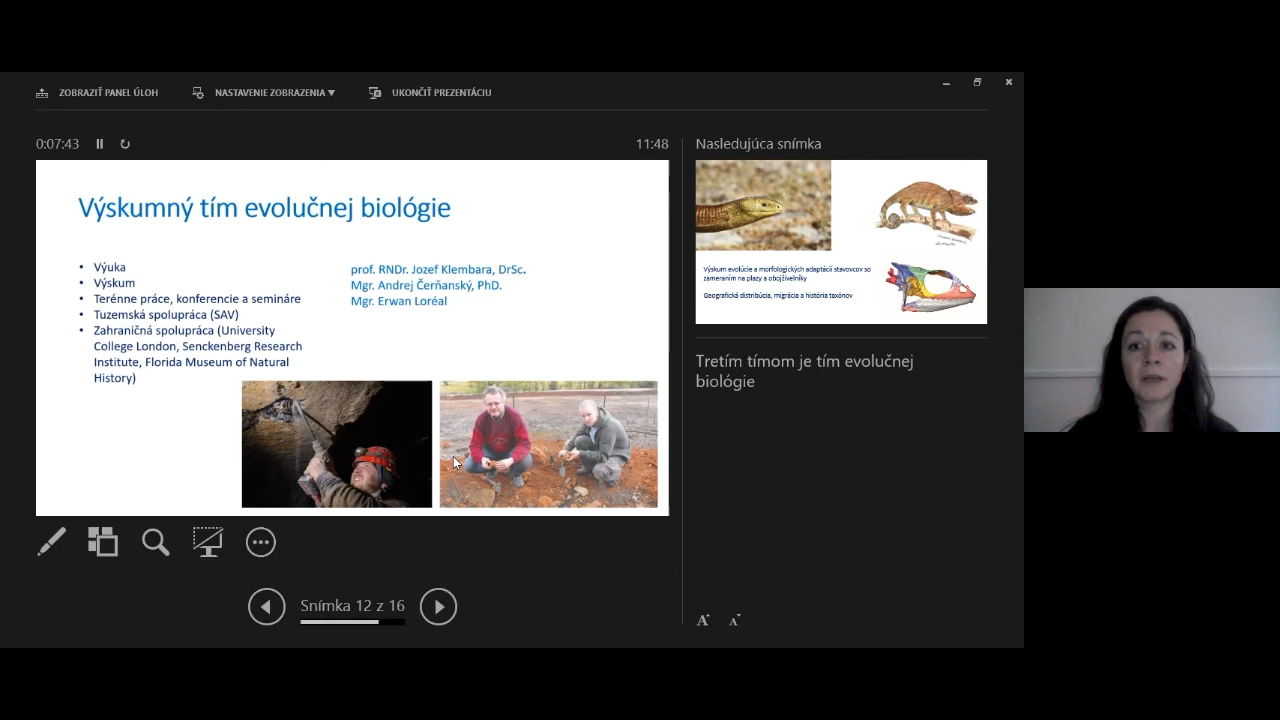 ZOBRAZIŤ PANEL ÚLOH
NASTAVENIE ZOBRAZENIA ▼
UKONČIŤ PREZENTÁCIU
0:07:43
11:48
Výskumný tím evolučnej biológie
• Výuka
• Výskum
• Terénne práce, konferencie a semináre
• Tuzemská spolupráca (SAV)
• Zahraničná spolupráca (University
College London, Senckenberg Research
Institute, Florida Museum of Natural
History)
prof. RNDr. Jozef Klembara, DrSc.
Mgr. Andrej Čerňanský, PhD.
Mgr. Erwan Loréal
Snímka 12 z 16
Nasledujúca snímka
Výskum evolúcie a morfologických adaptácií stavovcov so
zameraním na plazy a obojživelníky
Geografická distribúcia, migrácia a história taxónov
Tretím tímom je tím evolučnej
biológie
A A